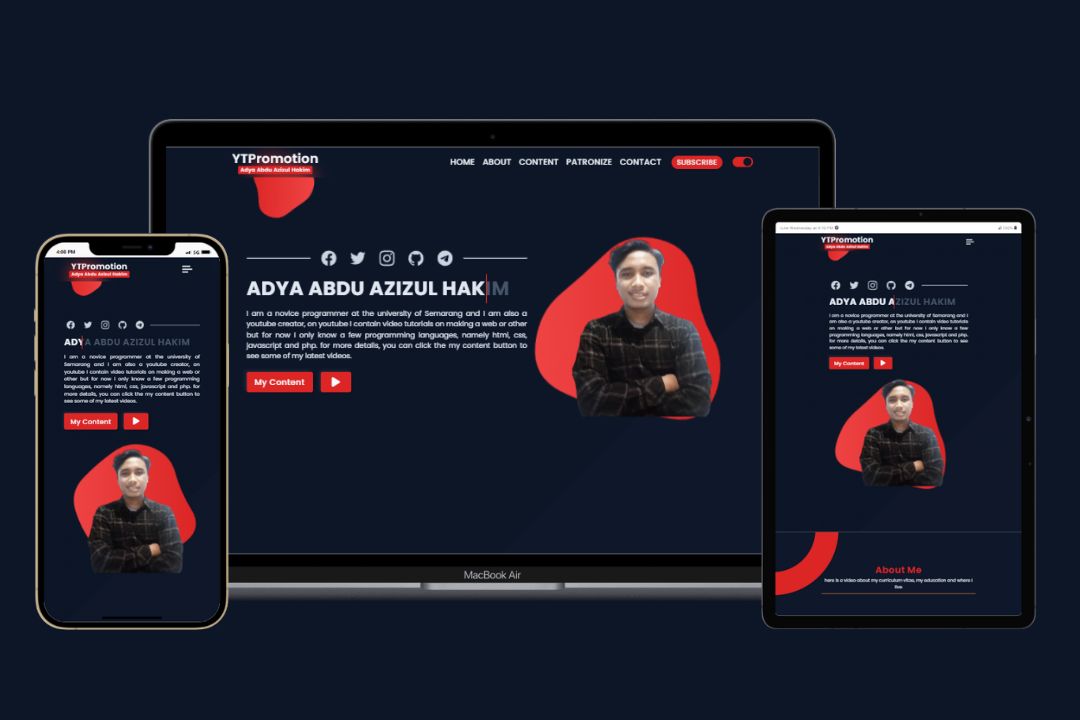 YTPromotion
Adya Abdu Azizul Hakim
HOME ABOUT CONTENT PATRONIZE CONTACT SUBSCRIBE
ADYA ABDU AZIZUL HAKIM
I am a novice programmer at the university of Semarang and I am also a
youtube creator, on youtube I contain video tutorials on making a web or other
but for now I only know a few programming languages, namely html, css,
javascript and php. for more details, you can click the my content button to
see some of my latest videos.
My Content
MacBook Air
4:08 PM 5G
YTPromotion
Adya Abdu Azizul Hakim
ADYA ABDU AZIZUL HAKIM
I am a novice programmer at the university of
Semarang and I am also a youtube creator, on
youtube I contain video tutorials on making a web or
other but for now I only know a few programming
languages, namely html, css, javascript and php. for
more details, you can click the my content button to
see some of my latest videos.
My Content
YTPromotion
Adya Abdu Azizul Hakim
ADYA ABDU AZIZUL HAKIM
I am a novice programmer at the university of Semarang and I
am also a youtube creator, on youtube I contain video tutorials
on making a web or other but for now I only know a few
programming languages, namely html, css, javascript and php.
for more details, you can click the my content button to see
some of my latest videos.
My Content
About Me
here is a video about my curriculum vitae, my education and where I
live